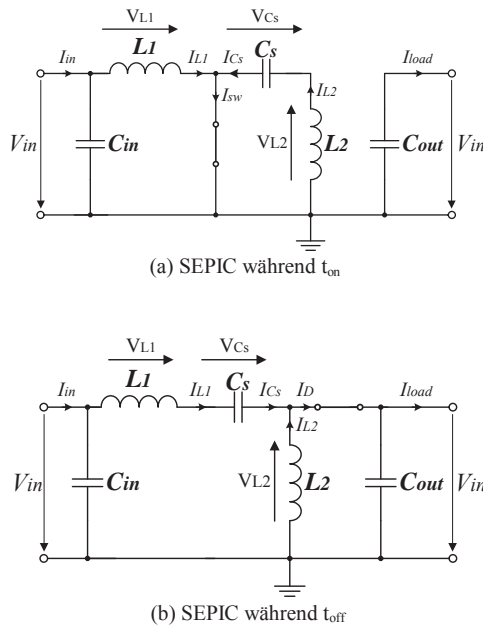 VL1 VCs
Iin L1 IL1 ICs Cs Iload
Isw IL2
Vin Cin VL2 L2 Cout Vin
(a) SEPIC während ton
VL1 VCs
Iin L1 IL1 Cs ICs ID Iload
IL2
Vin Cin VL2 L2 Cout Vin
(b) SEPIC während toff